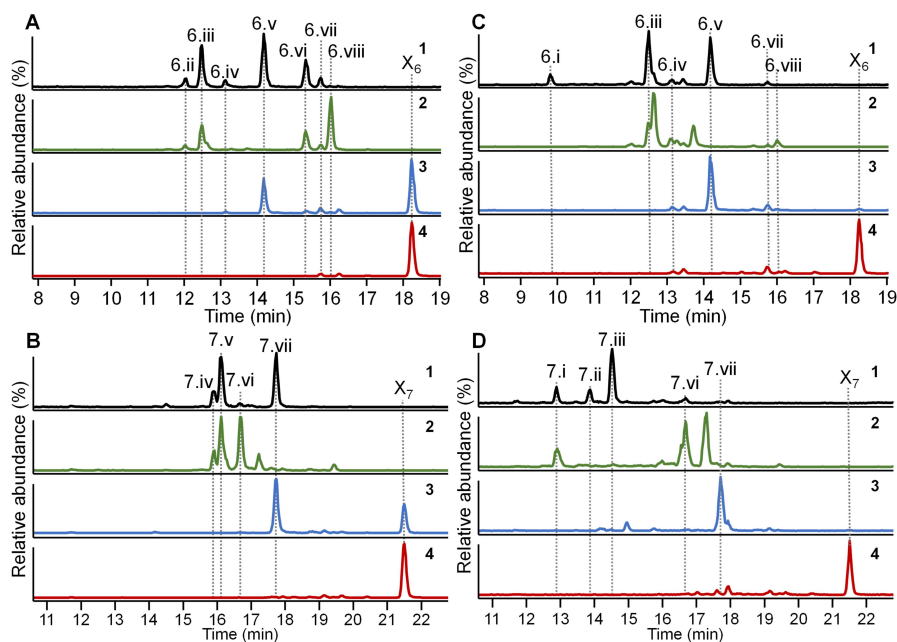 A
6.ii
6.iii
6.iv
6.v
6.vi
6.vii
6.viii
X6
1
2
3
4
Relative abundance (%)
8 9 10 11 12 13 14 15 16 17 18 19
Time (min)
C
6.i
6.iii
6.iv
6.v
6.vii
6.viii
X6
1
2
3
4
Relative abundance (%)
8 9 10 11 12 13 14 15 16 17 18 19
Time (min)
B
7.iv
7.v
7.vi
7.vii
X7
1
2
3
4
Relative abundance (%)
11 12 13 14 15 16 17 18 19 20 21 22
Time (min)
D
7.i
7.ii
7.iii
7.vi
7.vii
X7
1
2
3
4
Relative abundance (%)
11 12 13 14 15 16 17 18 19 20 21 22
Time (min)